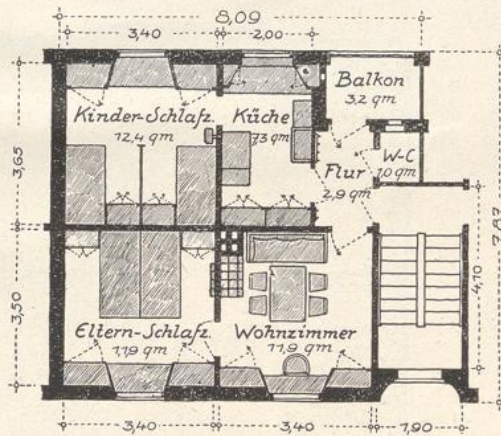 8,09
3,40
2,00
Balkon
3,2 qm
Kinder-Schlafz.
12,4 qm
Küche
7,3 qm
W-C
1,0 qm
Flur
2,9 qm
3,65
7,87
4,10
3,50
Eltern-Schlafz.
11,9 qm
Wohnzimmer
11,9 qm
3,40
3,40
1,90